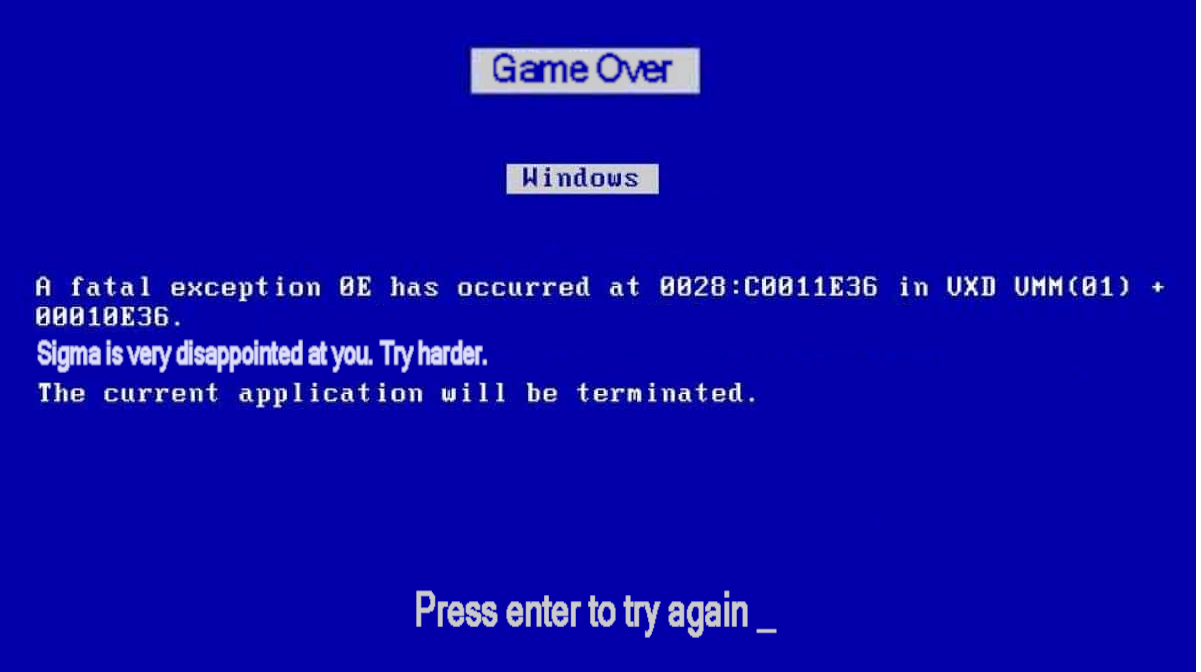 Game Over
Windows
A fatal exception 0E has occurred at 0028:C0011E36 in VXD VMM(01) +
00010E36.
Sigma is very disappointed at you. Try harder.
The current application will be terminated.
Press enter to try again _